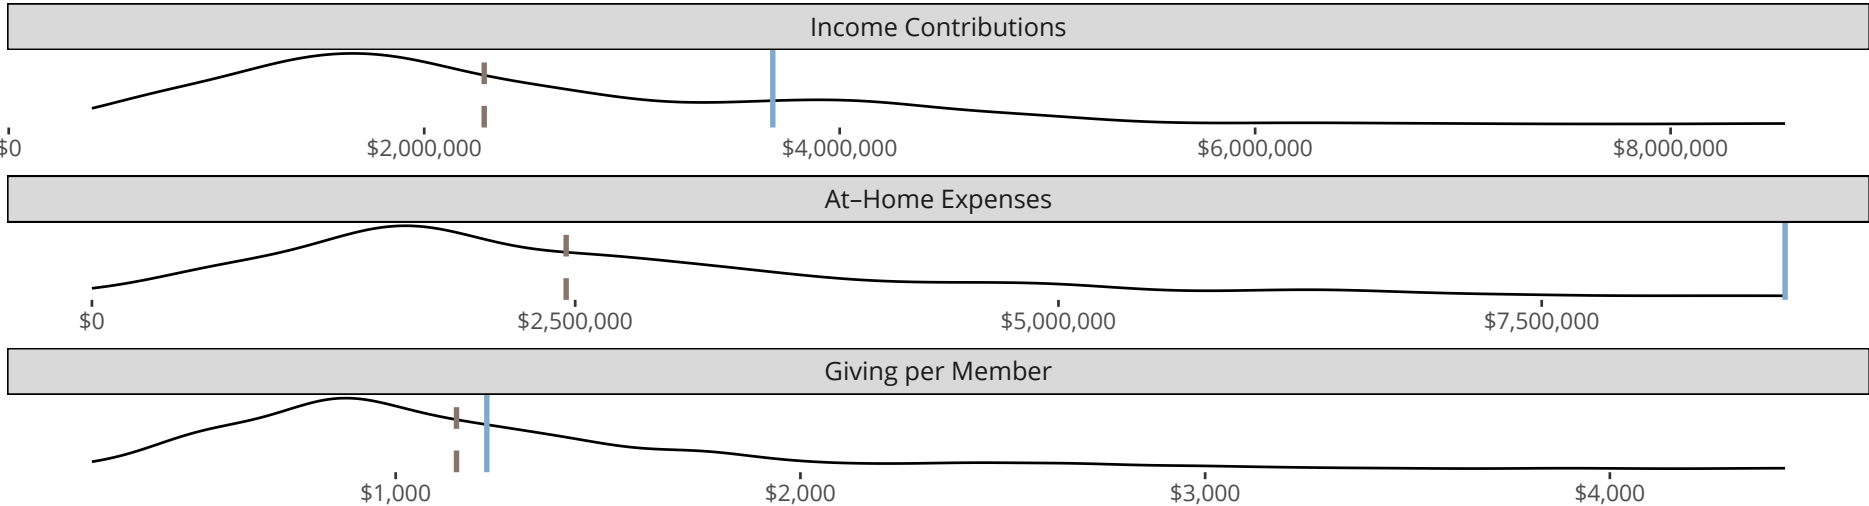 Income Contributions
$0 $2,000,000 $4,000,000 $6,000,000 $8,000,000
At–Home Expenses
$0 $2,500,000 $5,000,000 $7,500,000
Giving per Member
$1,000 $2,000 $3,000 $4,000